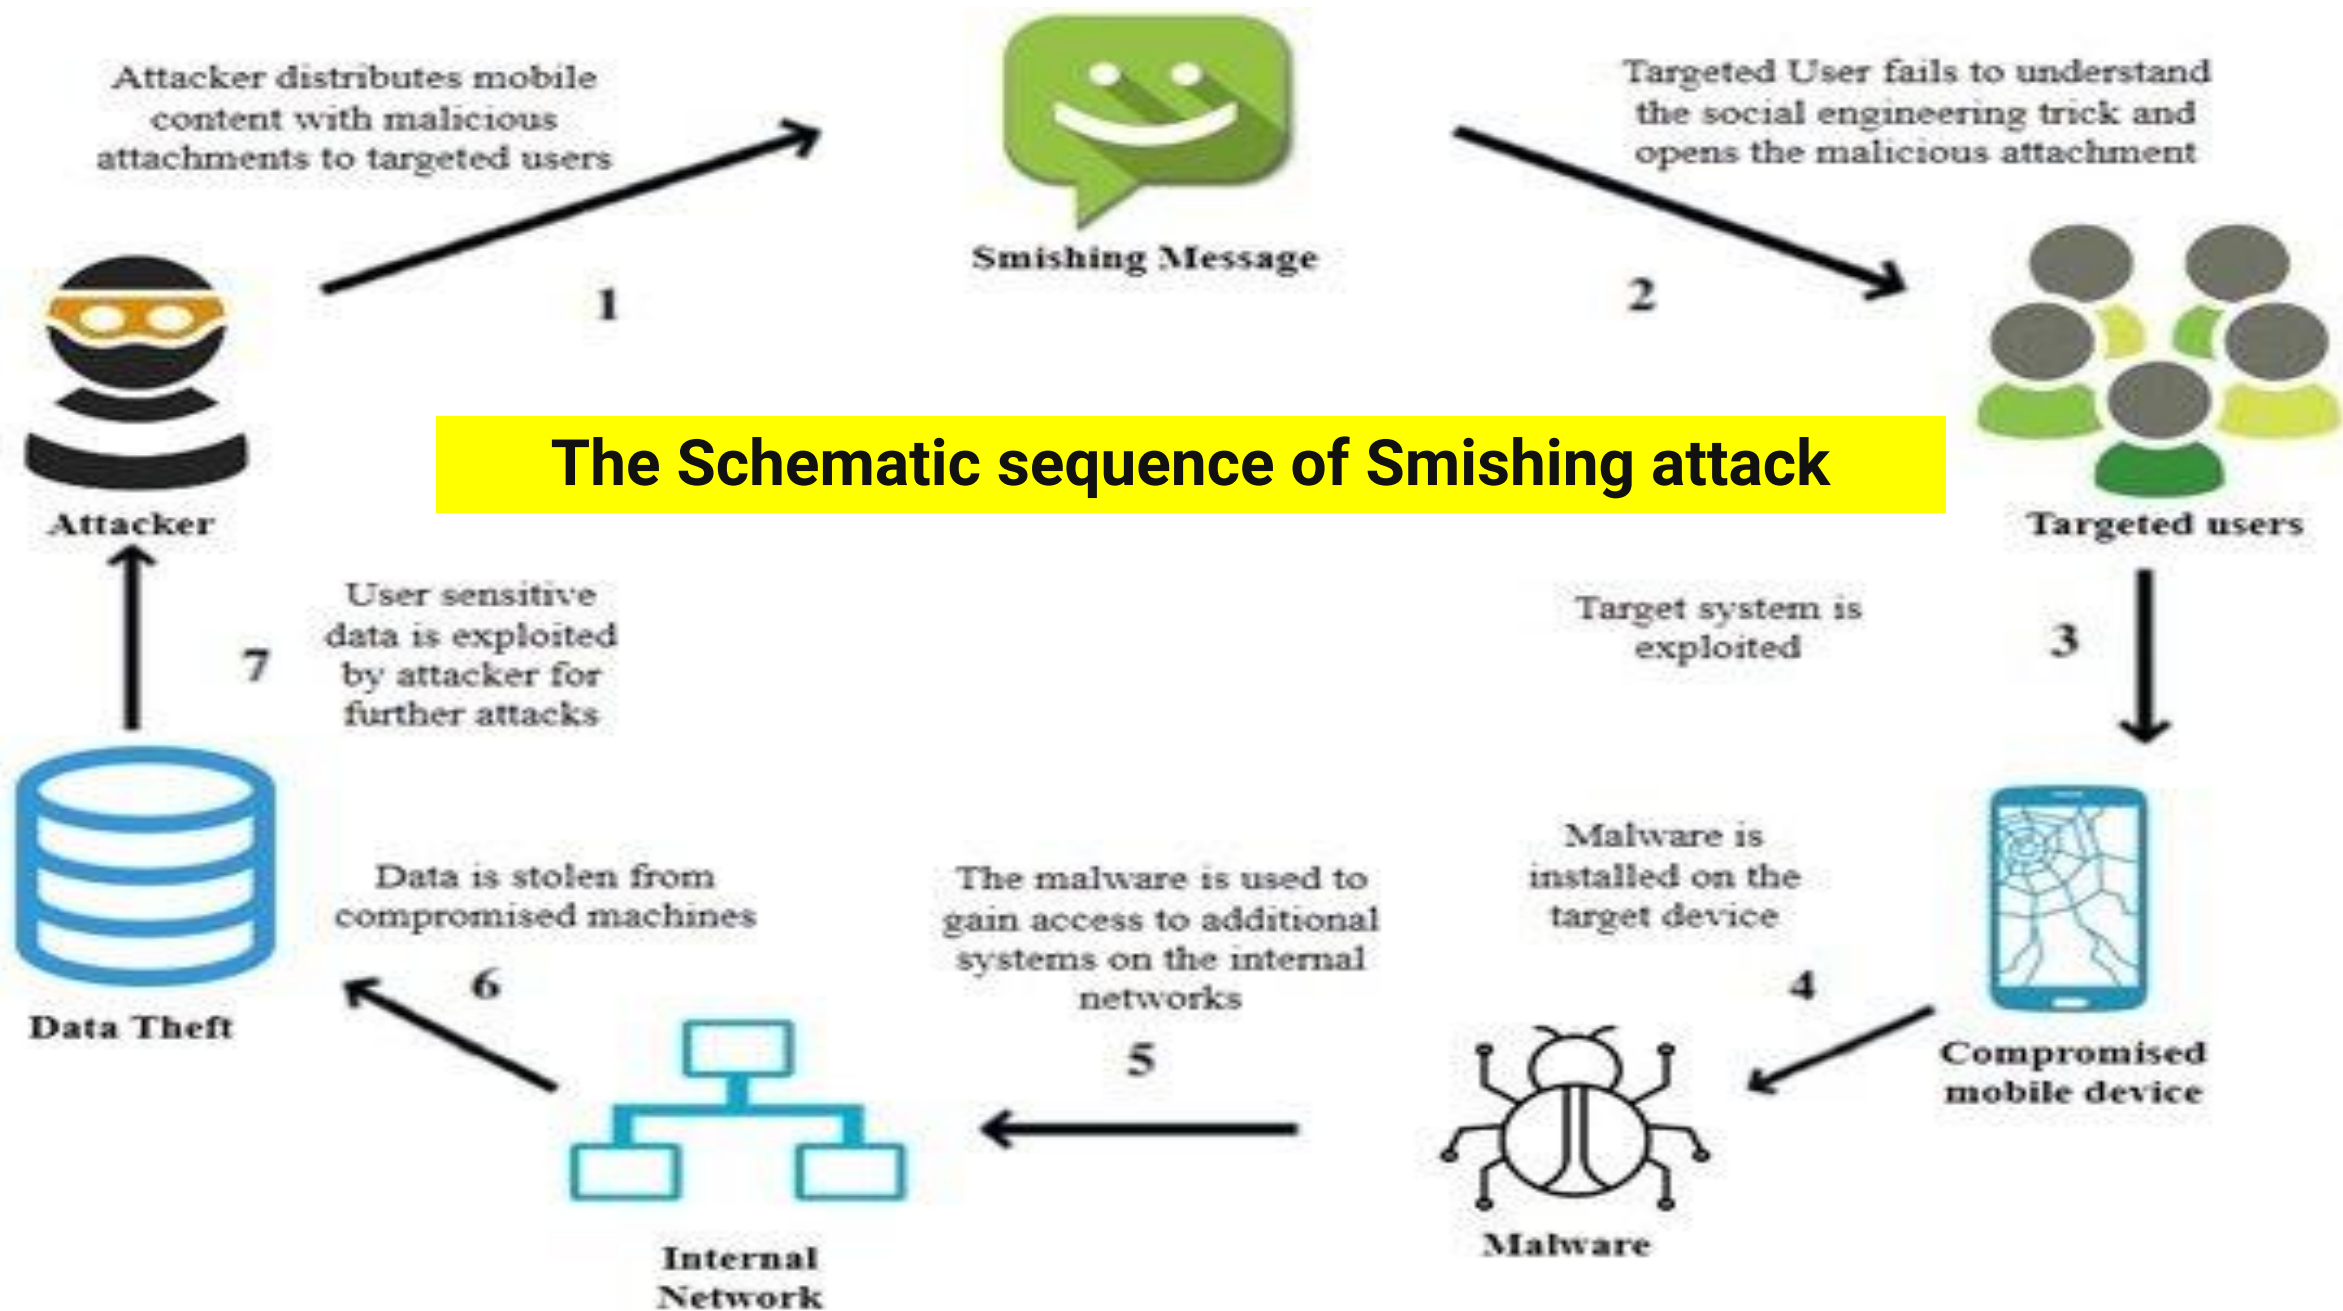 Attacker distributes mobile
content with malicious
attachments to targeted users
1
Smishing Message
Targeted User fails to understand
the social engineering trick and
opens the malicious attachment
2
The Schematic sequence of Smishing attack
Attacker
Targeted users
User sensitive
data is exploited
by attacker for
further attacks
7
Target system is
exploited
3
Malware is
installed on the
target device
4
Compromised
mobile device
Data is stolen from
compromised machines
6
The malware is used to
gain access to additional
systems on the internal
networks
5
Data Theft
Malware
Internal
Network